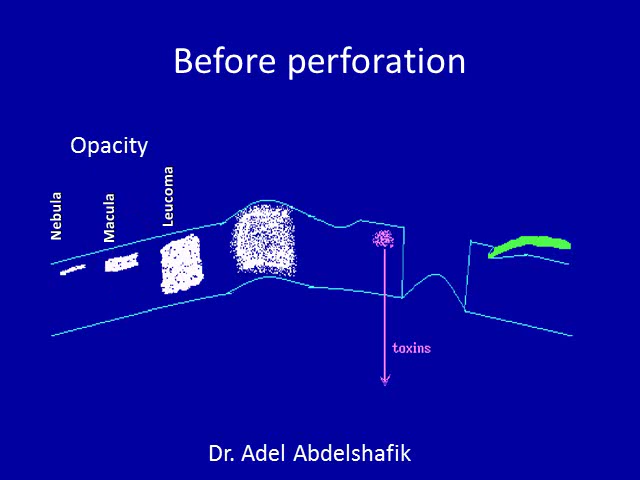 Before perforation
Opacity
Nebula
Macula
Leucoma
toxins
Dr. Adel Abdelshafik